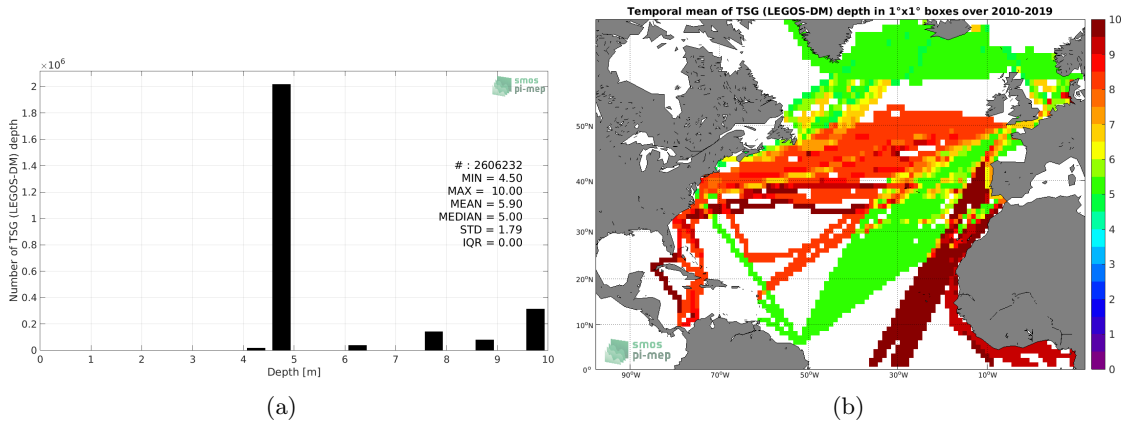 ×10⁶
2
1.8
1.6
1.4
1.2
1
0.8
0.6
0.4
0.2
0
Number of TSG (LEGOS-DM) depth
smos
pi-mep
# : 2606232
MIN = 4.50
MAX = 10.00
MEAN = 5.90
MEDIAN = 5.00
STD = 1.79
IQR = 0.00
0 1 2 3 4 5 6 7 8 9 10
Depth [m]
(a)
Temporal mean of TSG (LEGOS-DM) depth in 1°x1° boxes over 2010-2019
50°N
40°N
30°N
20°N
10°N
0°
90°W 70°W 50°W 30°W 10°W
smos
pi-mep
10
9
8
7
6
5
4
3
2
1
0
(b)